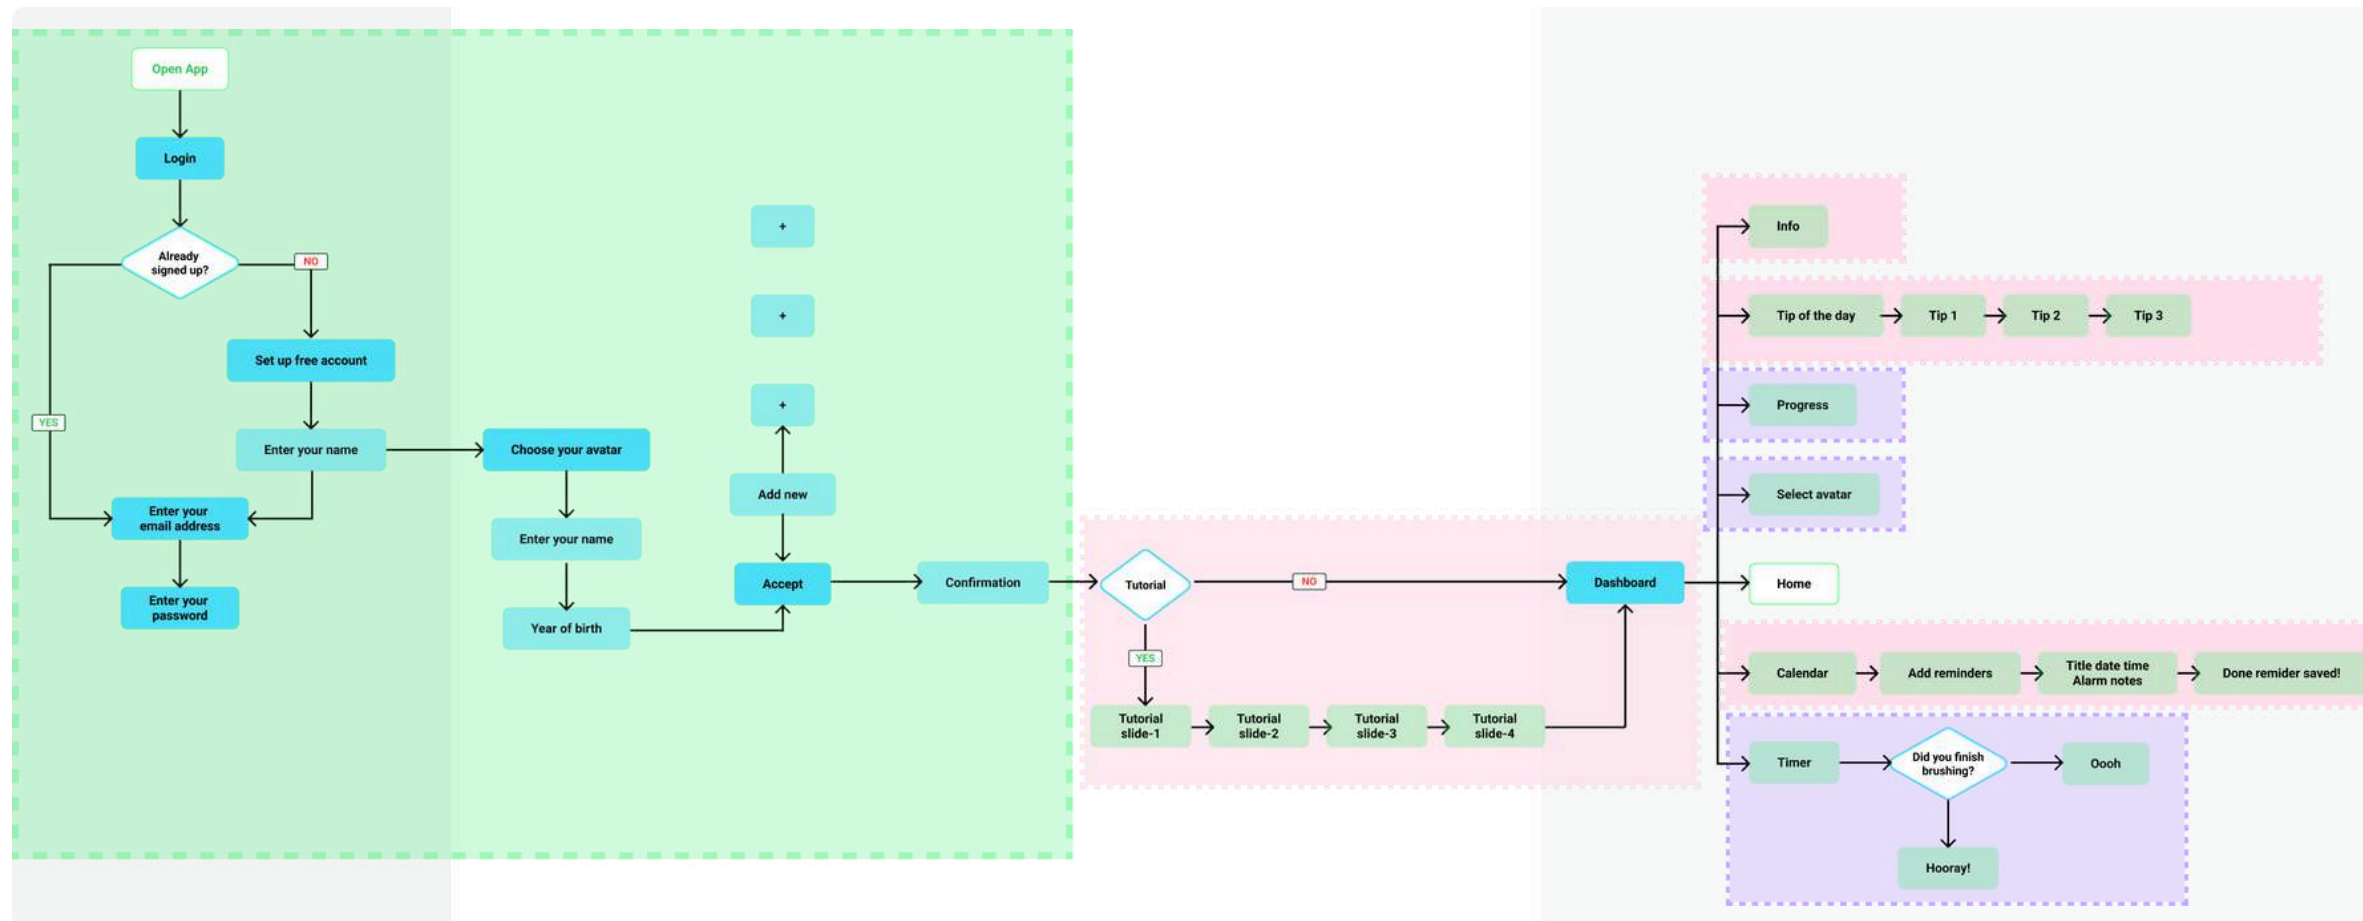 Open App
Login
Already
signed up?
NO
YES
Set up free account
Enter your name
Enter your
email address
Enter your
password
Choose your avatar
Enter your name
Year of birth
+
+
+
Add new
Accept
Confirmation
Tutorial
NO
YES
Tutorial
slide-1
Tutorial
slide-2
Tutorial
slide-3
Tutorial
slide-4
Dashboard
Info
Tip of the day
Tip 1
Tip 2
Tip 3
Progress
Select avatar
Home
Calendar
Add reminders
Title date time
Alarm notes
Done remider saved!
Timer
Did you finish
brushing?
Oooh
Hooray!